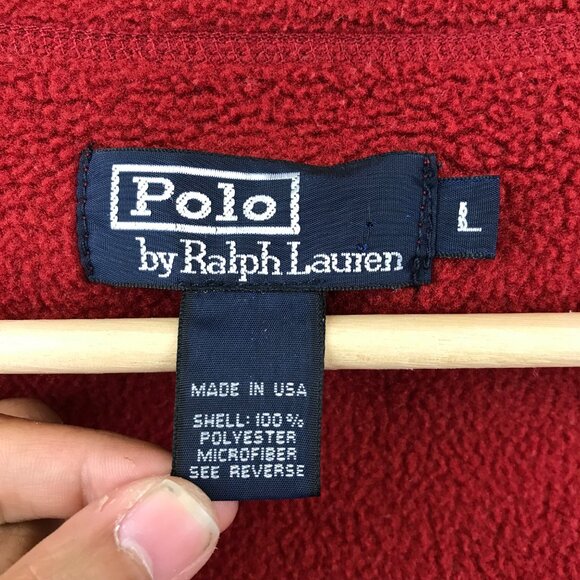 Polo
by Ralph Lauren
L
MADE IN USA
SHELL: 100%
POLYESTER
MICROFIBER
SEE REVERSE